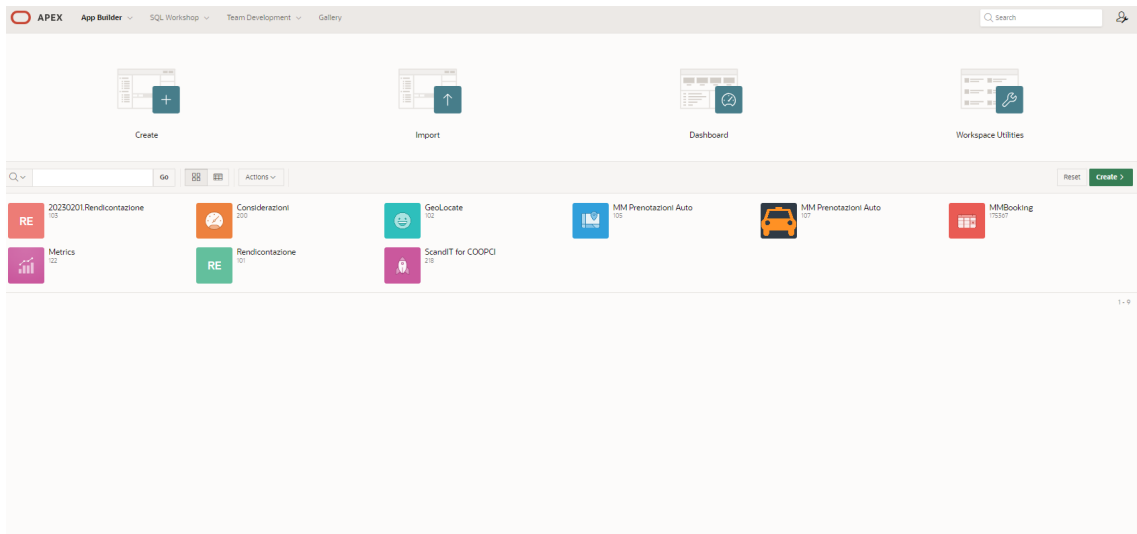 APEX App Builder SQL Workshop Team Development Gallery Search
Create Import Dashboard Workspace Utilities
Go Actions Reset Create
RE 20230201.Rendicontazione Considerazioni GeoLocate MM Prenotazioni Auto MM Prenotazioni Auto MMBooking
103 200 102 105 107 175367
Metrics RE Rendicontazione ScandIT for COOPCI
122 101 218
1 - 9